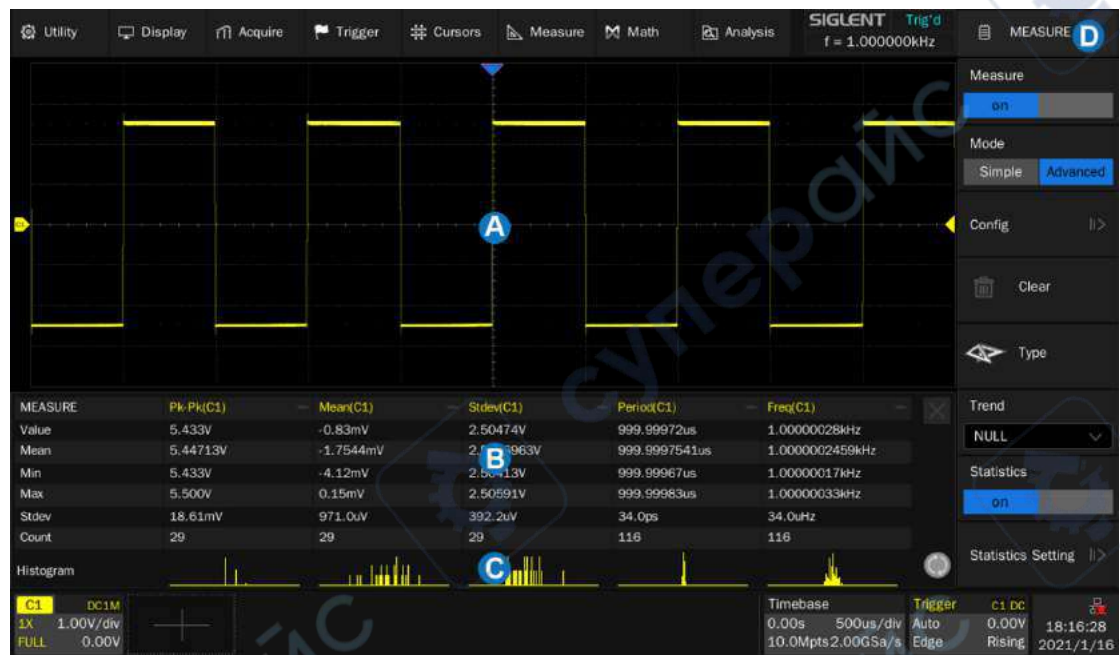 Utility Display Acquire Trigger Cursors Measure Math Analysis
SIGLENT Trig'd
f = 1.000000kHz
MEASURE D
Measure
on
Mode
Simple Advanced
Config
Clear
Type
Trend
NULL
Statistics
on
Statistics Setting
C1
A
MEASURE Pk-Pk(C1) Mean(C1) Stdev(C1) Period(C1) Freq(C1)
Value 5.433V -0.83mV 2.50474V 999.99972us 1.00000028kHz
Mean 5.44713V -1.7544mV 999.9997541us 1.0000002459kHz
B
Min 5.433V -4.12mV 999.99967us 1.00000017kHz
Max 5.500V 0.15mV 2.50591V 999.99983us 1.00000033kHz
Stdev 18.61mV 971.0uV 392.2uV 34.0ps 34.0uHz
Count 29 29 29 116 116
Histogram
C
C1 DC1M
1X 1.00V/div
FULL 0.00V
Timebase
0.00s 500us/div
10.0Mpts 2.00GSa/s
Trigger C1 DC
Auto 0.00V
Edge Rising
18:16:28
2021/1/16
суперайс